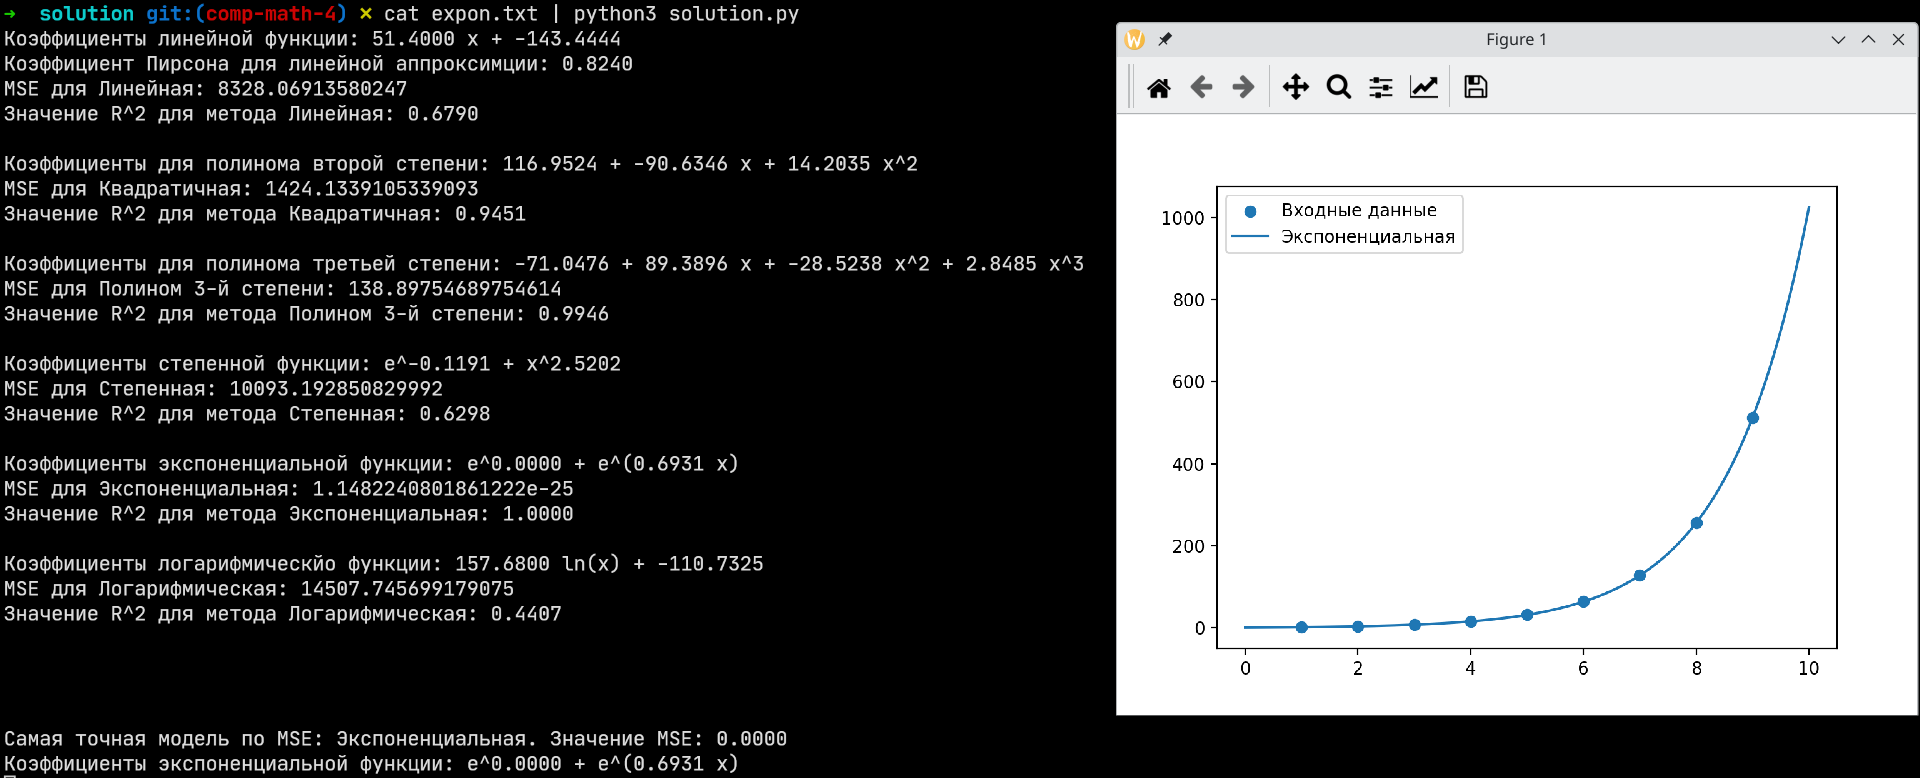 → solution git:(comp-math-4) × cat expon.txt | python3 solution.py
Коэффициенты линейной функции: 51.4000 x + -143.4444
Коэффициент Пирсона для линейной аппроксимции: 0.8240
MSE для Линейная: 8328.06913580247
Значение R^2 для метода Линейная: 0.6790
Коэффициенты для полинома второй степени: 116.9524 + -90.6346 x + 14.2035 x^2
MSE для Квадратичная: 1424.1339105339093
Значение R^2 для метода Квадратичная: 0.9451
Коэффициенты для полинома третьей степени: -71.0476 + 89.3896 x + -28.5238 x^2 + 2.8485 x^3
MSE для Полином 3-й степени: 138.89754689754614
Значение R^2 для метода Полином 3-й степени: 0.9946
Коэффициенты степенной функции: e^-0.1191 + x^2.5202
MSE для Степенная: 10093.192850829992
Значение R^2 для метода Степенная: 0.6298
Коэффициенты экспоненциальной функции: e^0.0000 + e^(0.6931 x)
MSE для Экспоненциальная: 1.1482240801861222e-25
Значение R^2 для метода Экспоненциальная: 1.0000
Коэффициенты логарифмическйо функции: 157.6800 ln(x) + -110.7325
MSE для Логарифмическая: 14507.745699179075
Значение R^2 для метода Логарифмическая: 0.4407
Самая точная модель по MSE: Экспоненциальная. Значение MSE: 0.0000
Коэффициенты экспоненциальной функции: e^0.0000 + e^(0.6931 x)
Figure 1
Входные данные
Экспоненциальная
1000
800
600
400
200
0
0 2 4 6 8 10